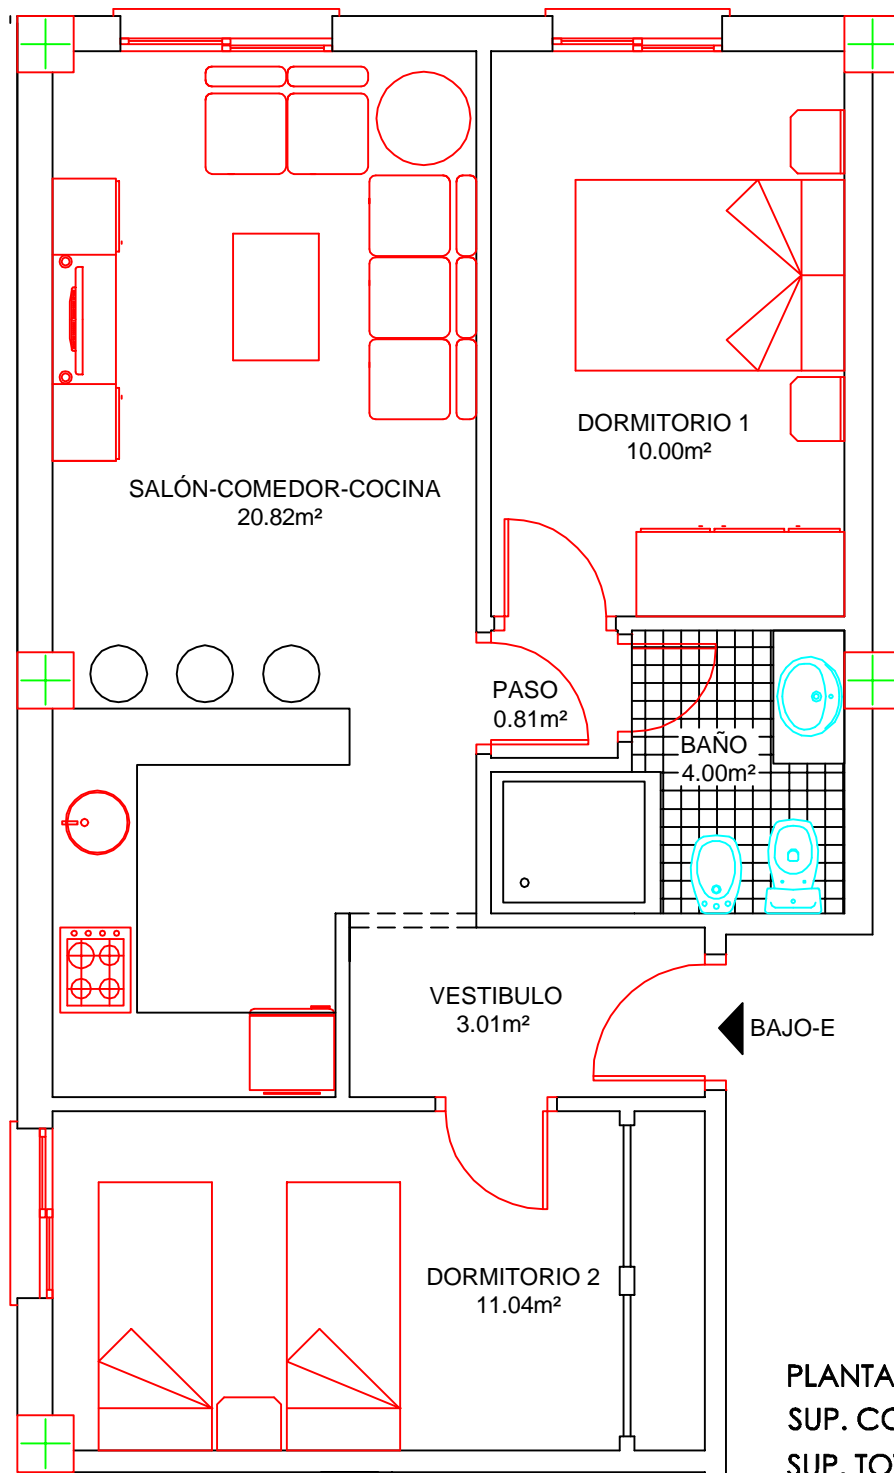 DORMITORIO 1
10.00m²
SALÓN-COMEDOR-COCINA
20.82m²
PASO
0.81m²
BAÑO
4.00m²
VESTIBULO
3.01m²
BAJO-E
DORMITORIO 2
11.04m²
PLANTA
SUP.
SUP.